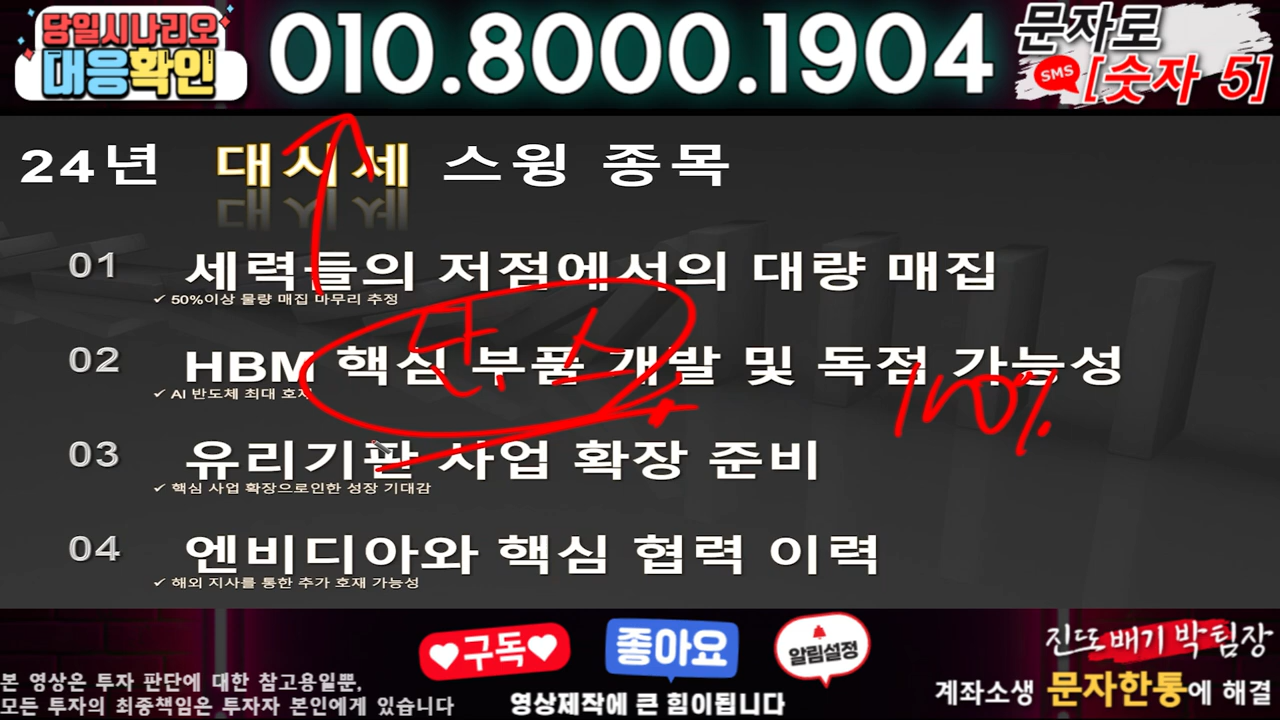 당일시나리오
대응확인
010.8000.1904
문자로
SMS [숫자 5]
24년 대시세 스윙 종목
01 세력들의 저점에서의 대량 매집
✓ 50%이상 물량 매집 마무리 추정
02 HBM 핵심 부품 개발 및 독점 가능성
✓ AI 반도체 최대 호재
100%
03 유리기판 사업 확장 준비
✓ 핵심 사업 확장으로인한 성장 기대감
04 엔비디아와 핵심 협력 이력
✓ 해외 지사를 통한 추가 호재 가능성
구독
좋아요
알림설정
진또배기 박팀장
본 영상은 투자 판단에 대한 참고용일뿐,
모든 투자의 최종책임은 투자자 본인에게 있습니다
영상제작에 큰 힘이됩니다
계좌소생 문자한통에 해결